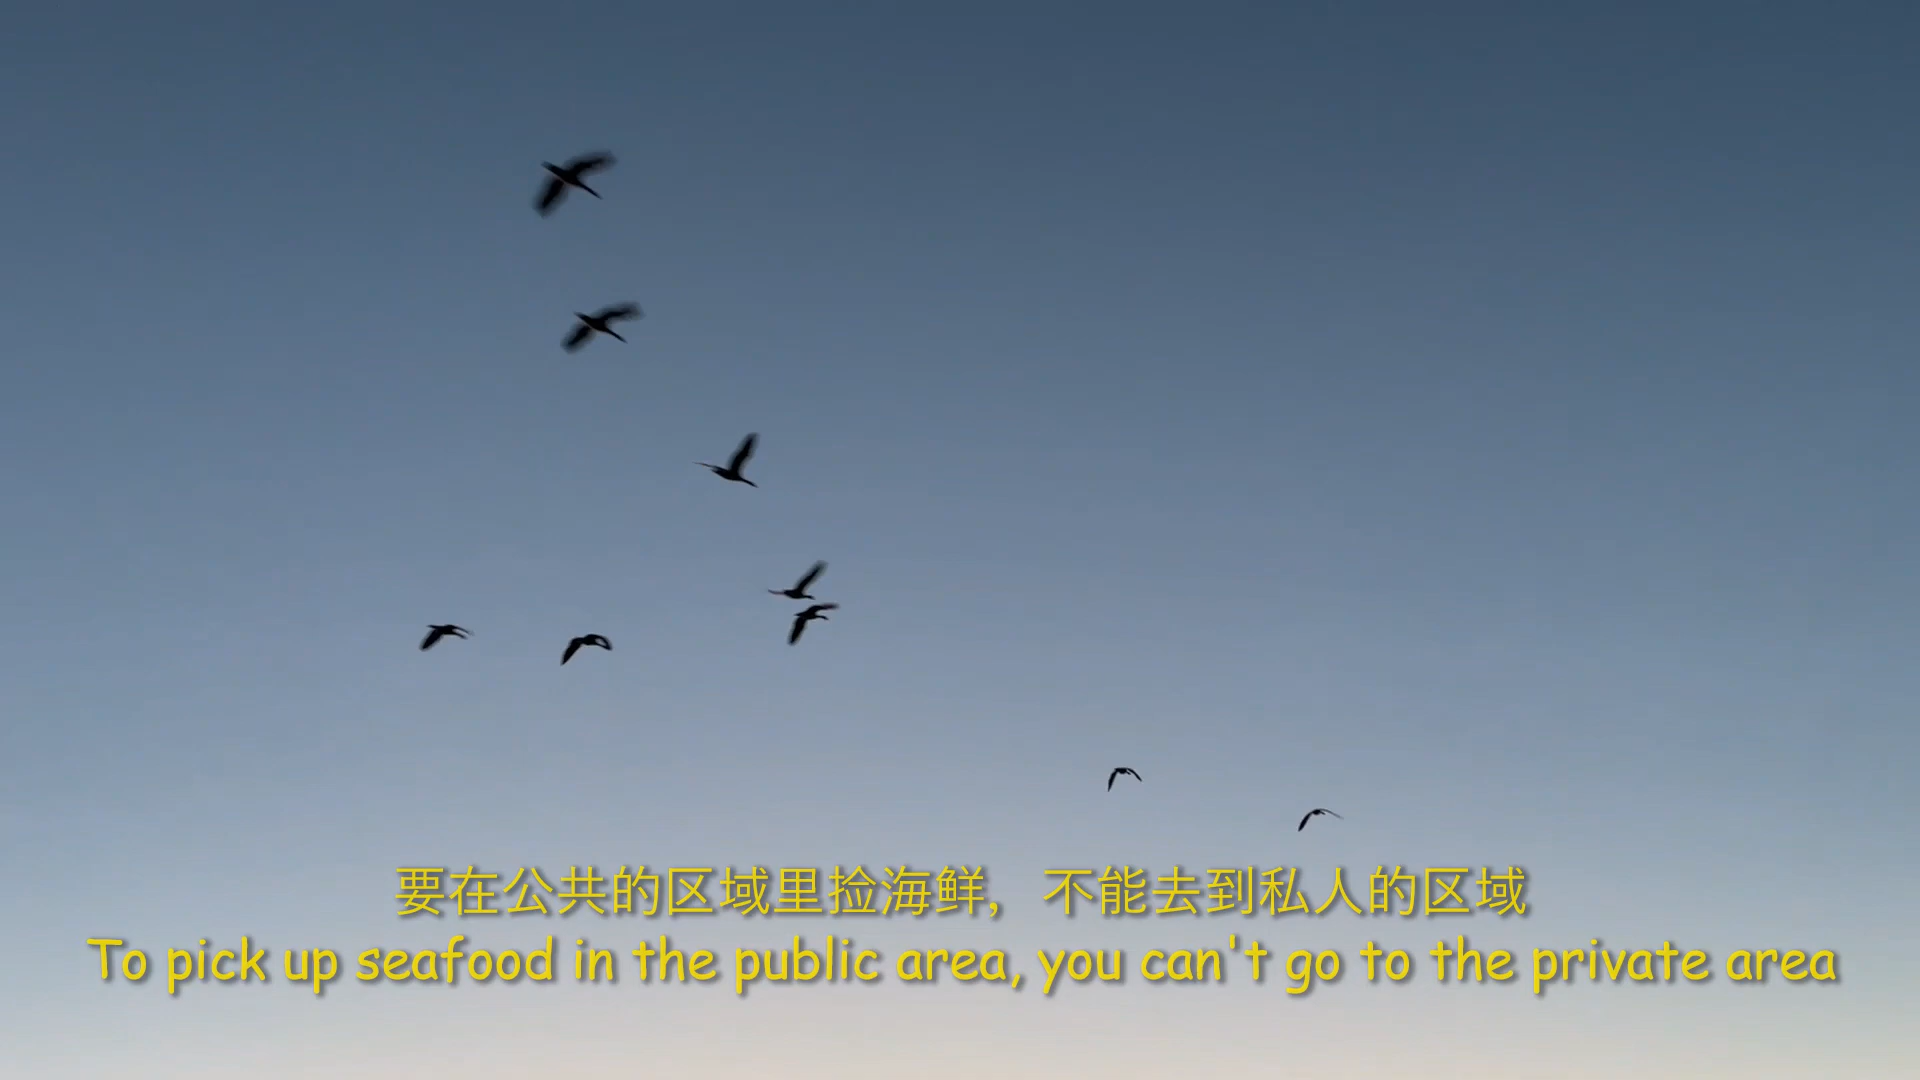 要在公共的区域里捡海鲜，不能去到私人的区域
To pick up seafood in the public area, you can't go to the private area